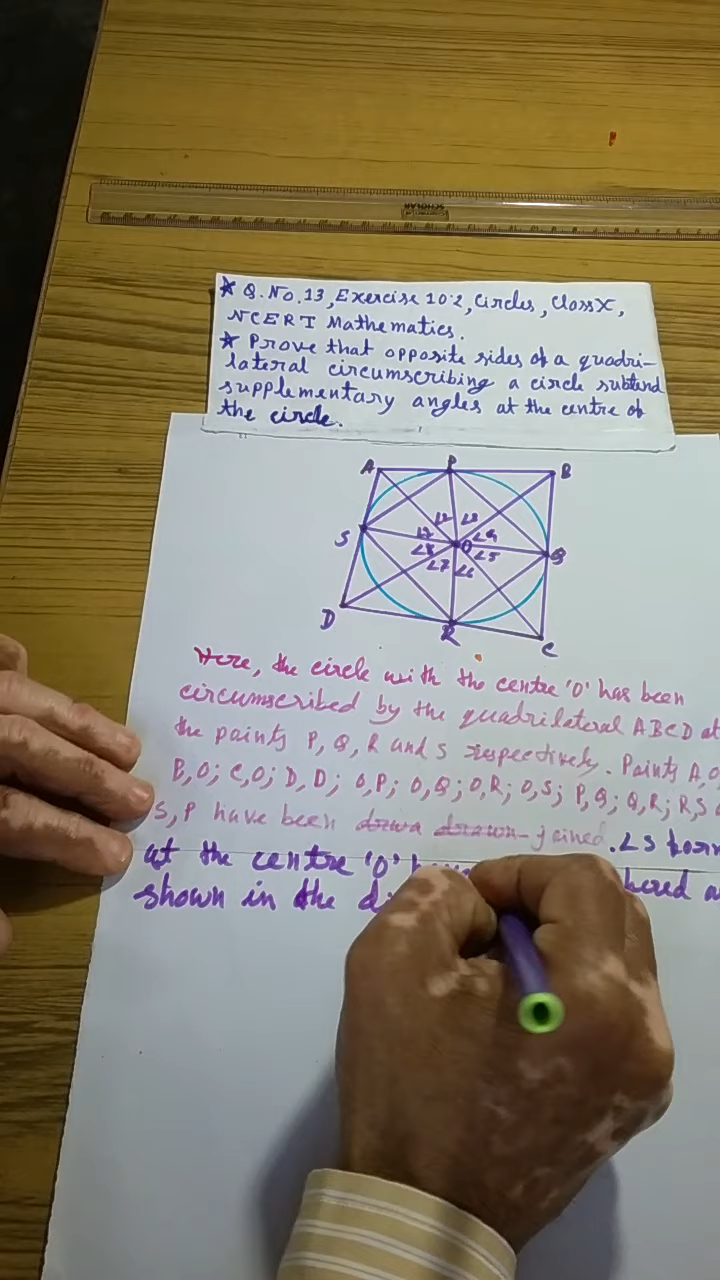 SCHOLAR
* Q. No. 13, Exercise 10.2, Circles, Class X,
NCERT Mathematics.
* Prove that opposite sides of a quadri-
lateral circumscribing a circle subtend
supplementary angles at the centre of
the circle.
A P B
∠2 ∠3
S ∠4
O Q
∠8 ∠5
∠7 ∠6
D R C
Here, the circle with the centre 'O' has been
circumscribed by the quadrilateral ABCD at
the points P, Q, R and S respectively. Points A,O
B,O; C,O; D,D; O,P; O,Q; O,R; O,S; P,Q; Q,R; R,S
S, P have been drawn joined. ∠s
at the centre 'O'
shown in the